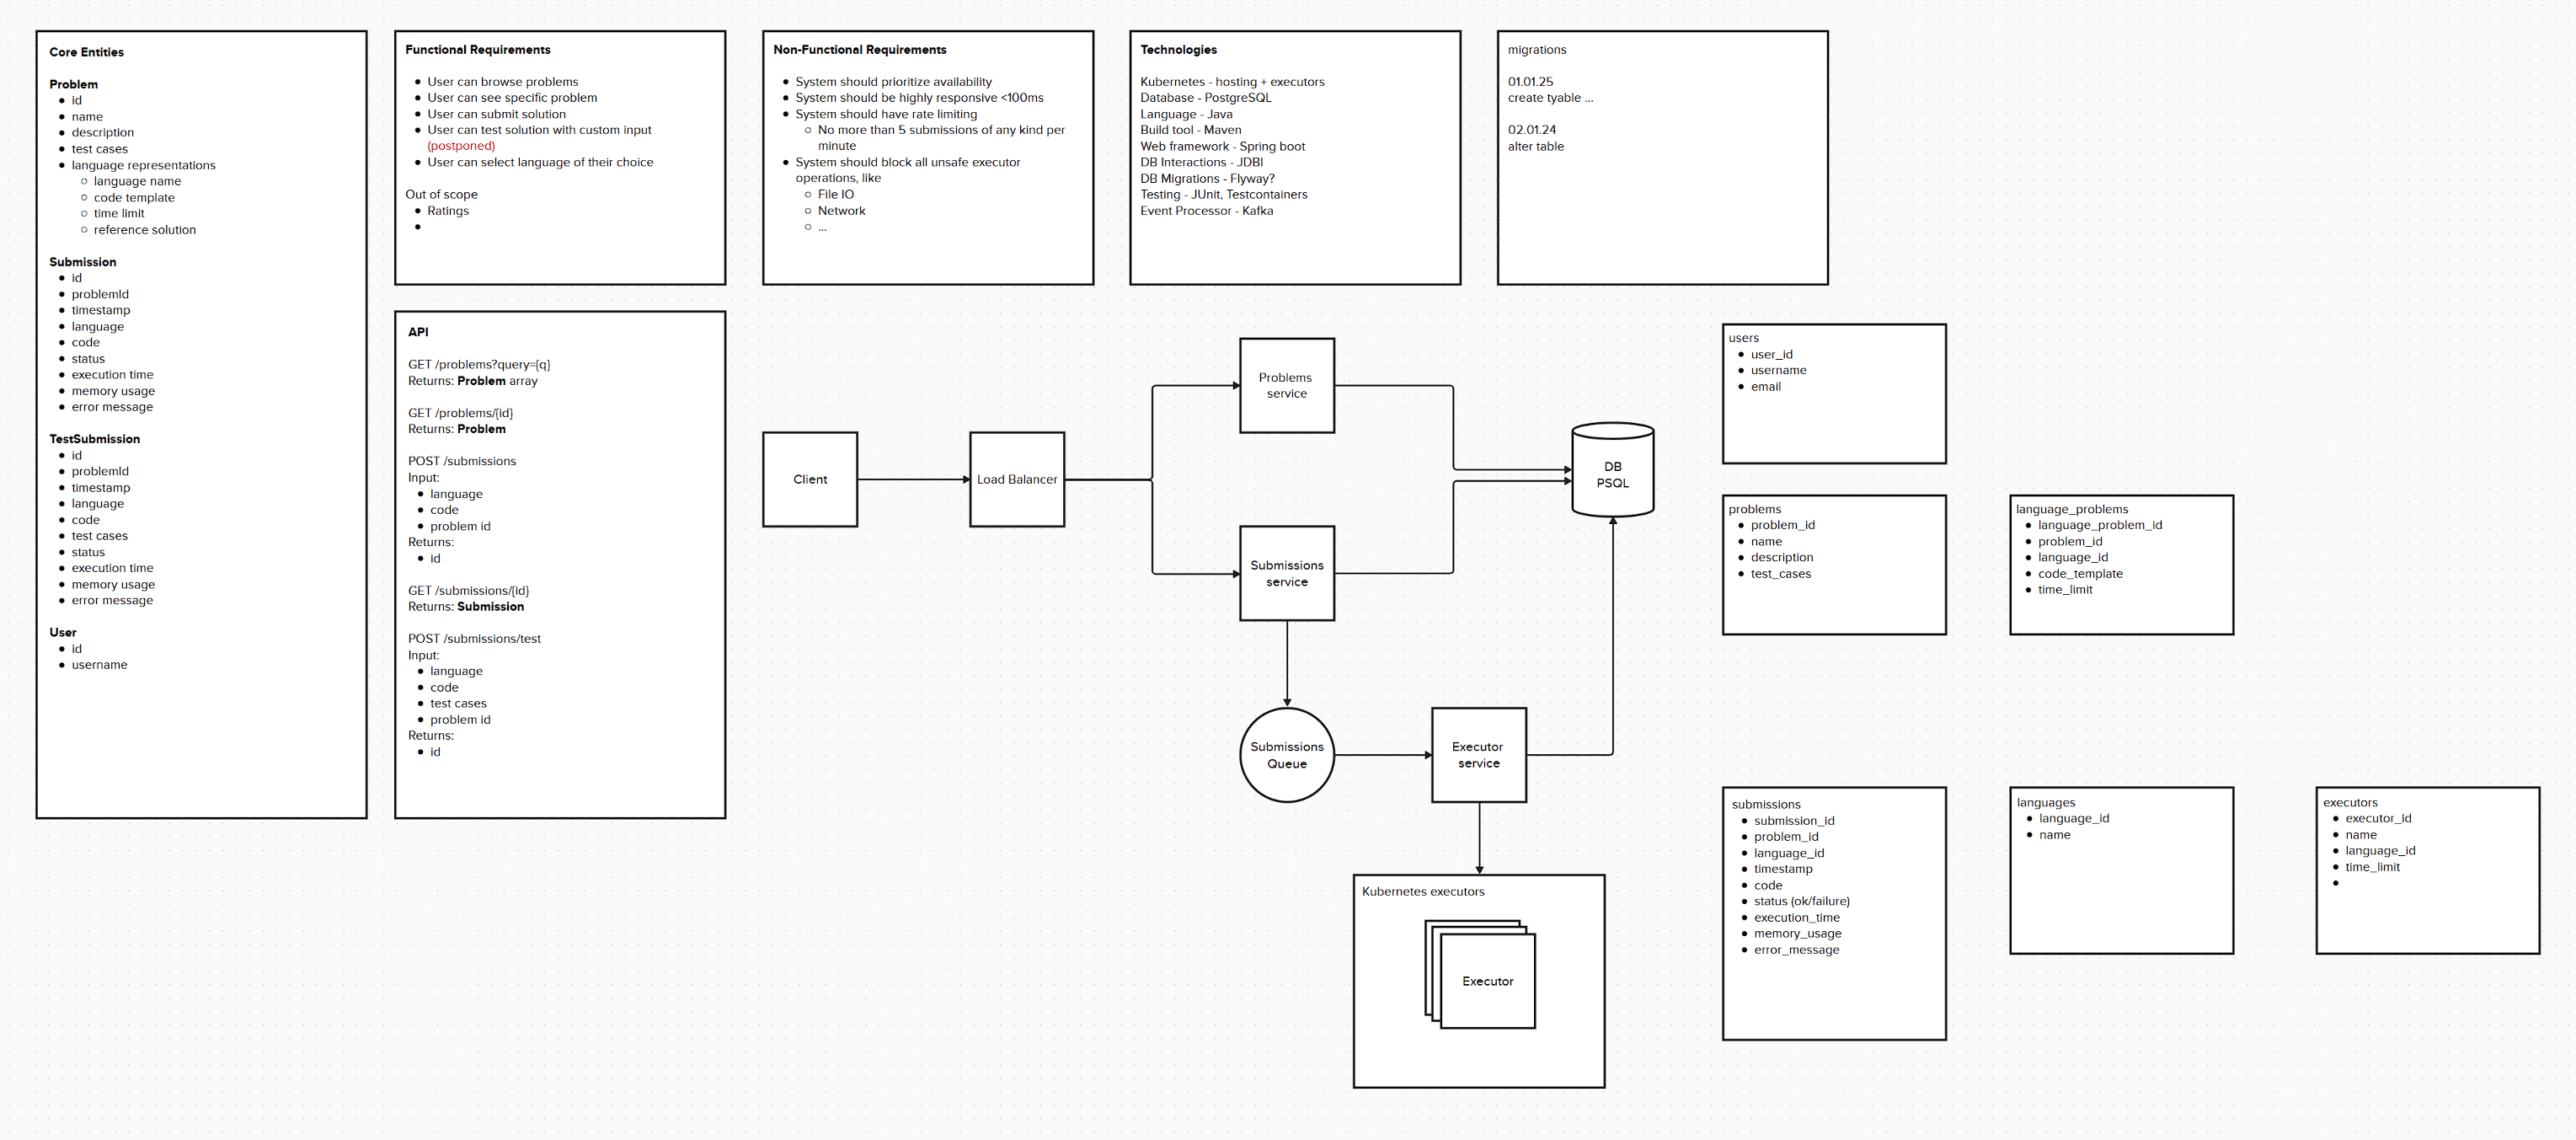 Core Entities
Problem
id
name
description
test cases
language representations
language name
code template
time limit
reference solution
Submission
id
problemId
timestamp
language
code
status
execution time
memory usage
error message
TestSubmission
id
problemId
timestamp
language
code
test cases
status
execution time
memory usage
error message
User
id
username
Functional Requirements
User can browse problems
User can see specific problem
User can submit solution
User can test solution with custom input
(postponed)
User can select language of their choice
Out of scope
Ratings
Non-Functional Requirements
System should prioritize availability
System should be highly responsive <100ms
System should have rate limiting
No more than 5 submissions of any kind per
minute
System should block all unsafe executor
operations, like
File IO
Network
...
Technologies
Kubernetes - hosting + executors
Database - PostgreSQL
Language - Java
Build tool - Maven
Web framework - Spring boot
DB Interactions - JDBI
DB Migrations - Flyway?
Testing - JUnit, Testcontainers
Event Processor - Kafka
migrations
01.01.25
create tyable ...
02.01.24
alter table
API
GET /problems?query={q}
Returns: Problem array
GET /problems/{id}
Returns: Problem
POST /submissions
Input:
language
code
problem id
Returns:
id
GET /submissions/{id}
Returns: Submission
POST /submissions/test
Input:
language
code
test cases
problem id
Returns:
id
Client
Load Balancer
Problems
service
Submissions
service
DB
PSQL
Submissions
Queue
Executor
service
Kubernetes executors
Executor
users
user_id
username
email
problems
problem_id
name
description
test_cases
language_problems
language_problem_id
problem_id
language_id
code_template
time_limit
submissions
submission_id
problem_id
language_id
timestamp
code
status (ok/failure)
execution_time
memory_usage
error_message
languages
language_id
name
executors
executor_id
name
language_id
time_limit